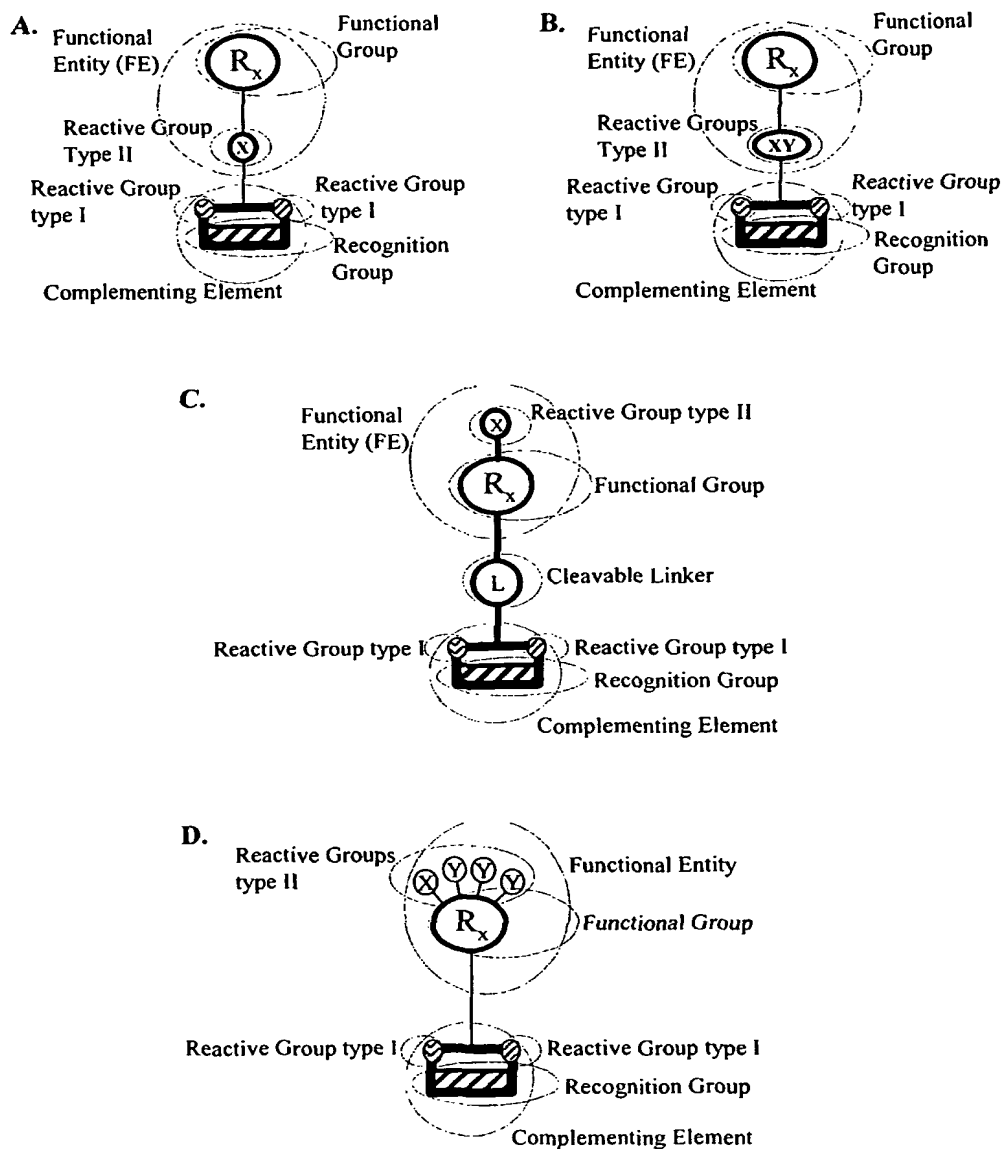 A.
Functional
Entity (FE)
Functional
Group
Rx
Reactive Group
Type II
X
Reactive Group
type I
Reactive Group
type I
Recognition
Group
Complementing Element
B.
Functional
Entity (FE)
Functional
Group
Rx
Reactive Groups
Type II
XY
Reactive Group
type I
Reactive Group
type I
Recognition
Group
Complementing Element
C.
Functional
Entity (FE)
X
Reactive Group type II
Rx
Functional Group
L
Cleavable Linker
Reactive Group type I
Reactive Group type I
Recognition Group
Complementing Element
D.
Reactive Groups
type II
X Y Y Y
Functional Entity
Rx
Functional Group
Reactive Group type I
Reactive Group type I
Recognition Group
Complementing Element